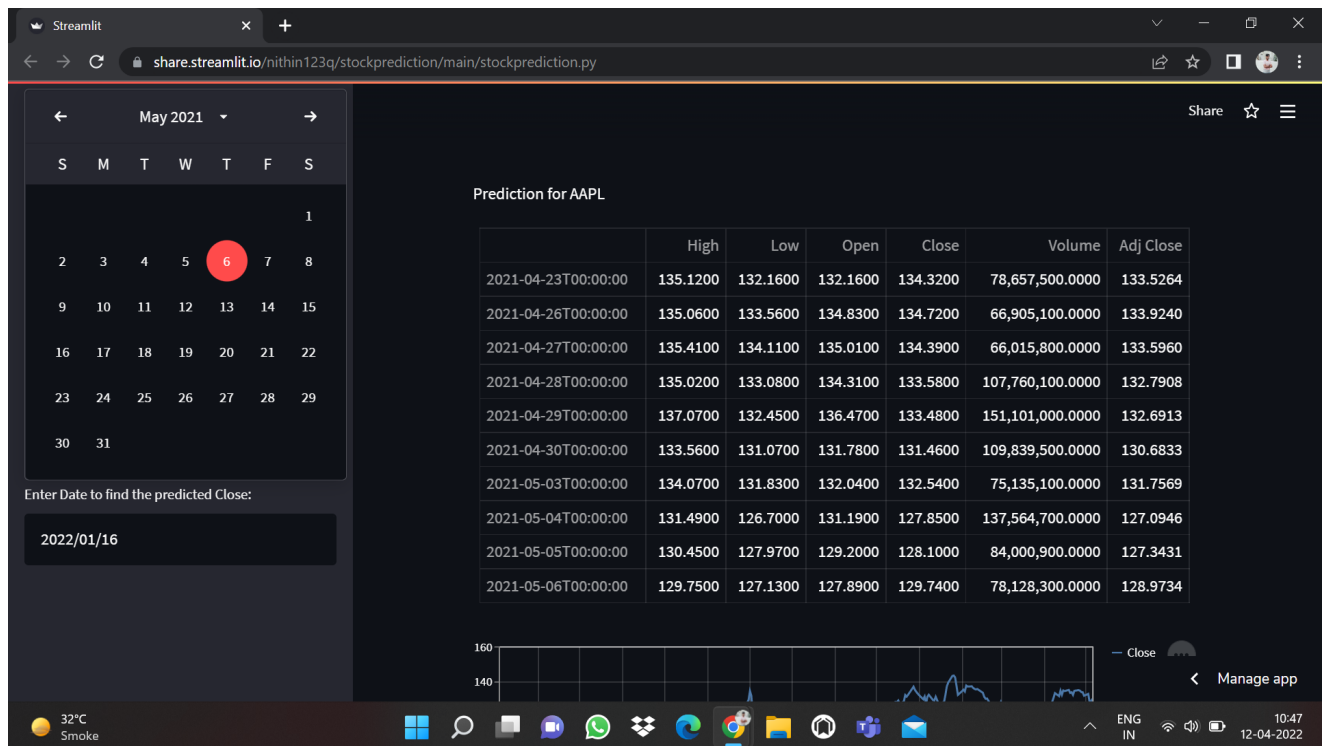 Streamlit
share.streamlit.io/nithin123q/stockprediction/main/stockprediction.py
May 2021
S M T W T F S
1
2 3 4 5 6 7 8
9 10 11 12 13 14 15
16 17 18 19 20 21 22
23 24 25 26 27 28 29
30 31
Enter Date to find the predicted Close:
2022/01/16
Share
Prediction for AAPL
High Low Open Close Volume Adj Close
2021-04-23T00:00:00 135.1200 132.1600 132.1600 134.3200 78,657,500.0000 133.5264
2021-04-26T00:00:00 135.0600 133.5600 134.8300 134.7200 66,905,100.0000 133.9240
2021-04-27T00:00:00 135.4100 134.1100 135.0100 134.3900 66,015,800.0000 133.5960
2021-04-28T00:00:00 135.0200 133.0800 134.3100 133.5800 107,760,100.0000 132.7908
2021-04-29T00:00:00 137.0700 132.4500 136.4700 133.4800 151,101,000.0000 132.6913
2021-04-30T00:00:00 133.5600 131.0700 131.7800 131.4600 109,839,500.0000 130.6833
2021-05-03T00:00:00 134.0700 131.8300 132.0400 132.5400 75,135,100.0000 131.7569
2021-05-04T00:00:00 131.4900 126.7000 131.1900 127.8500 137,564,700.0000 127.0946
2021-05-05T00:00:00 130.4500 127.9700 129.2000 128.1000 84,000,900.0000 127.3431
2021-05-06T00:00:00 129.7500 127.1300 127.8900 129.7400 78,128,300.0000 128.9734
160
140
Close
Manage app
32°C
Smoke
ENG
IN
10:47
12-04-2022